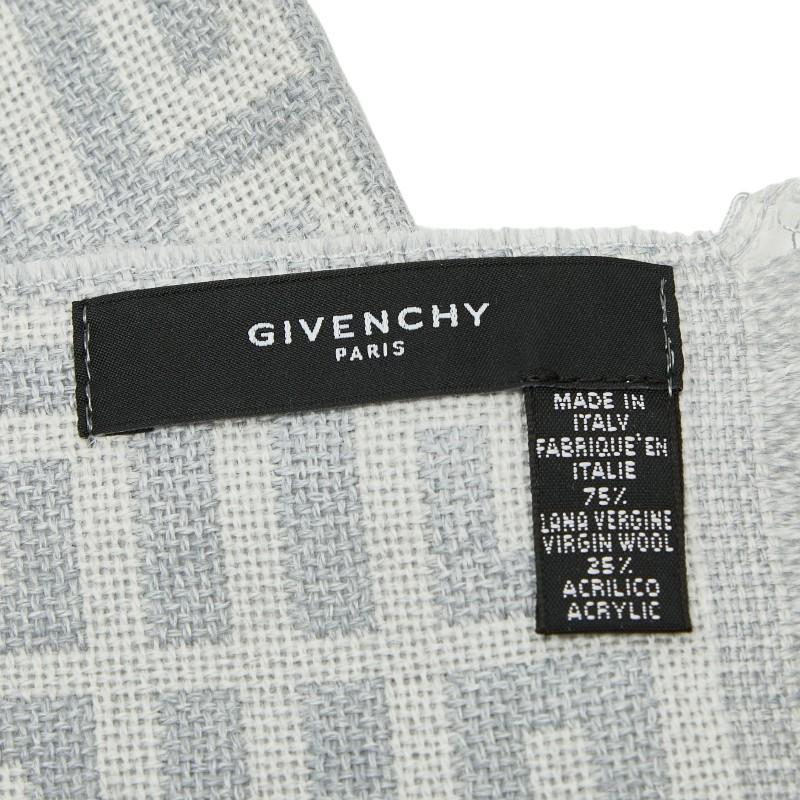 GIVENCHY
PARIS
MADE IN
ITALY
FABRIQUE' EN
ITALIE
75%
LANA VERGINE
VIRGIN WOOL
25%
ACRILICO
ACRYLIC